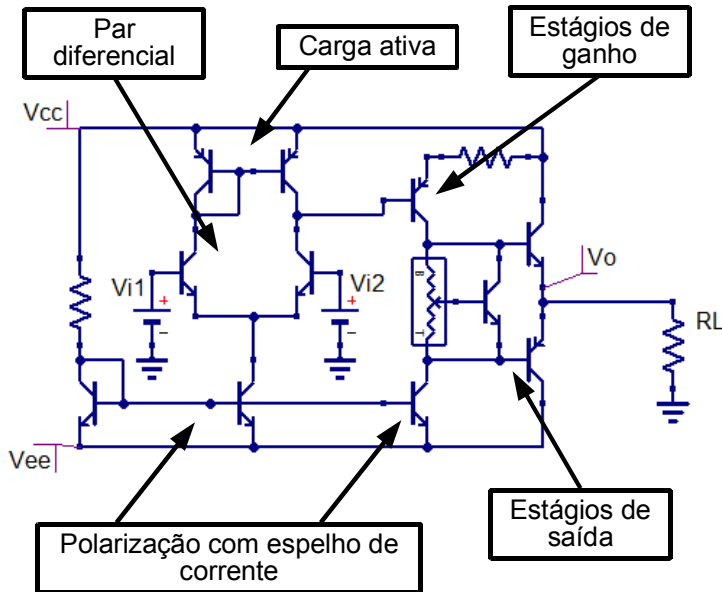 Par
diferencial
Carga ativa
Estágios de
ganho
Vcc
Vi1
+
−
Vi2
+
−
B
T
Vo
RL
Vee
Polarização com espelho de
corrente
Estágios de
saída